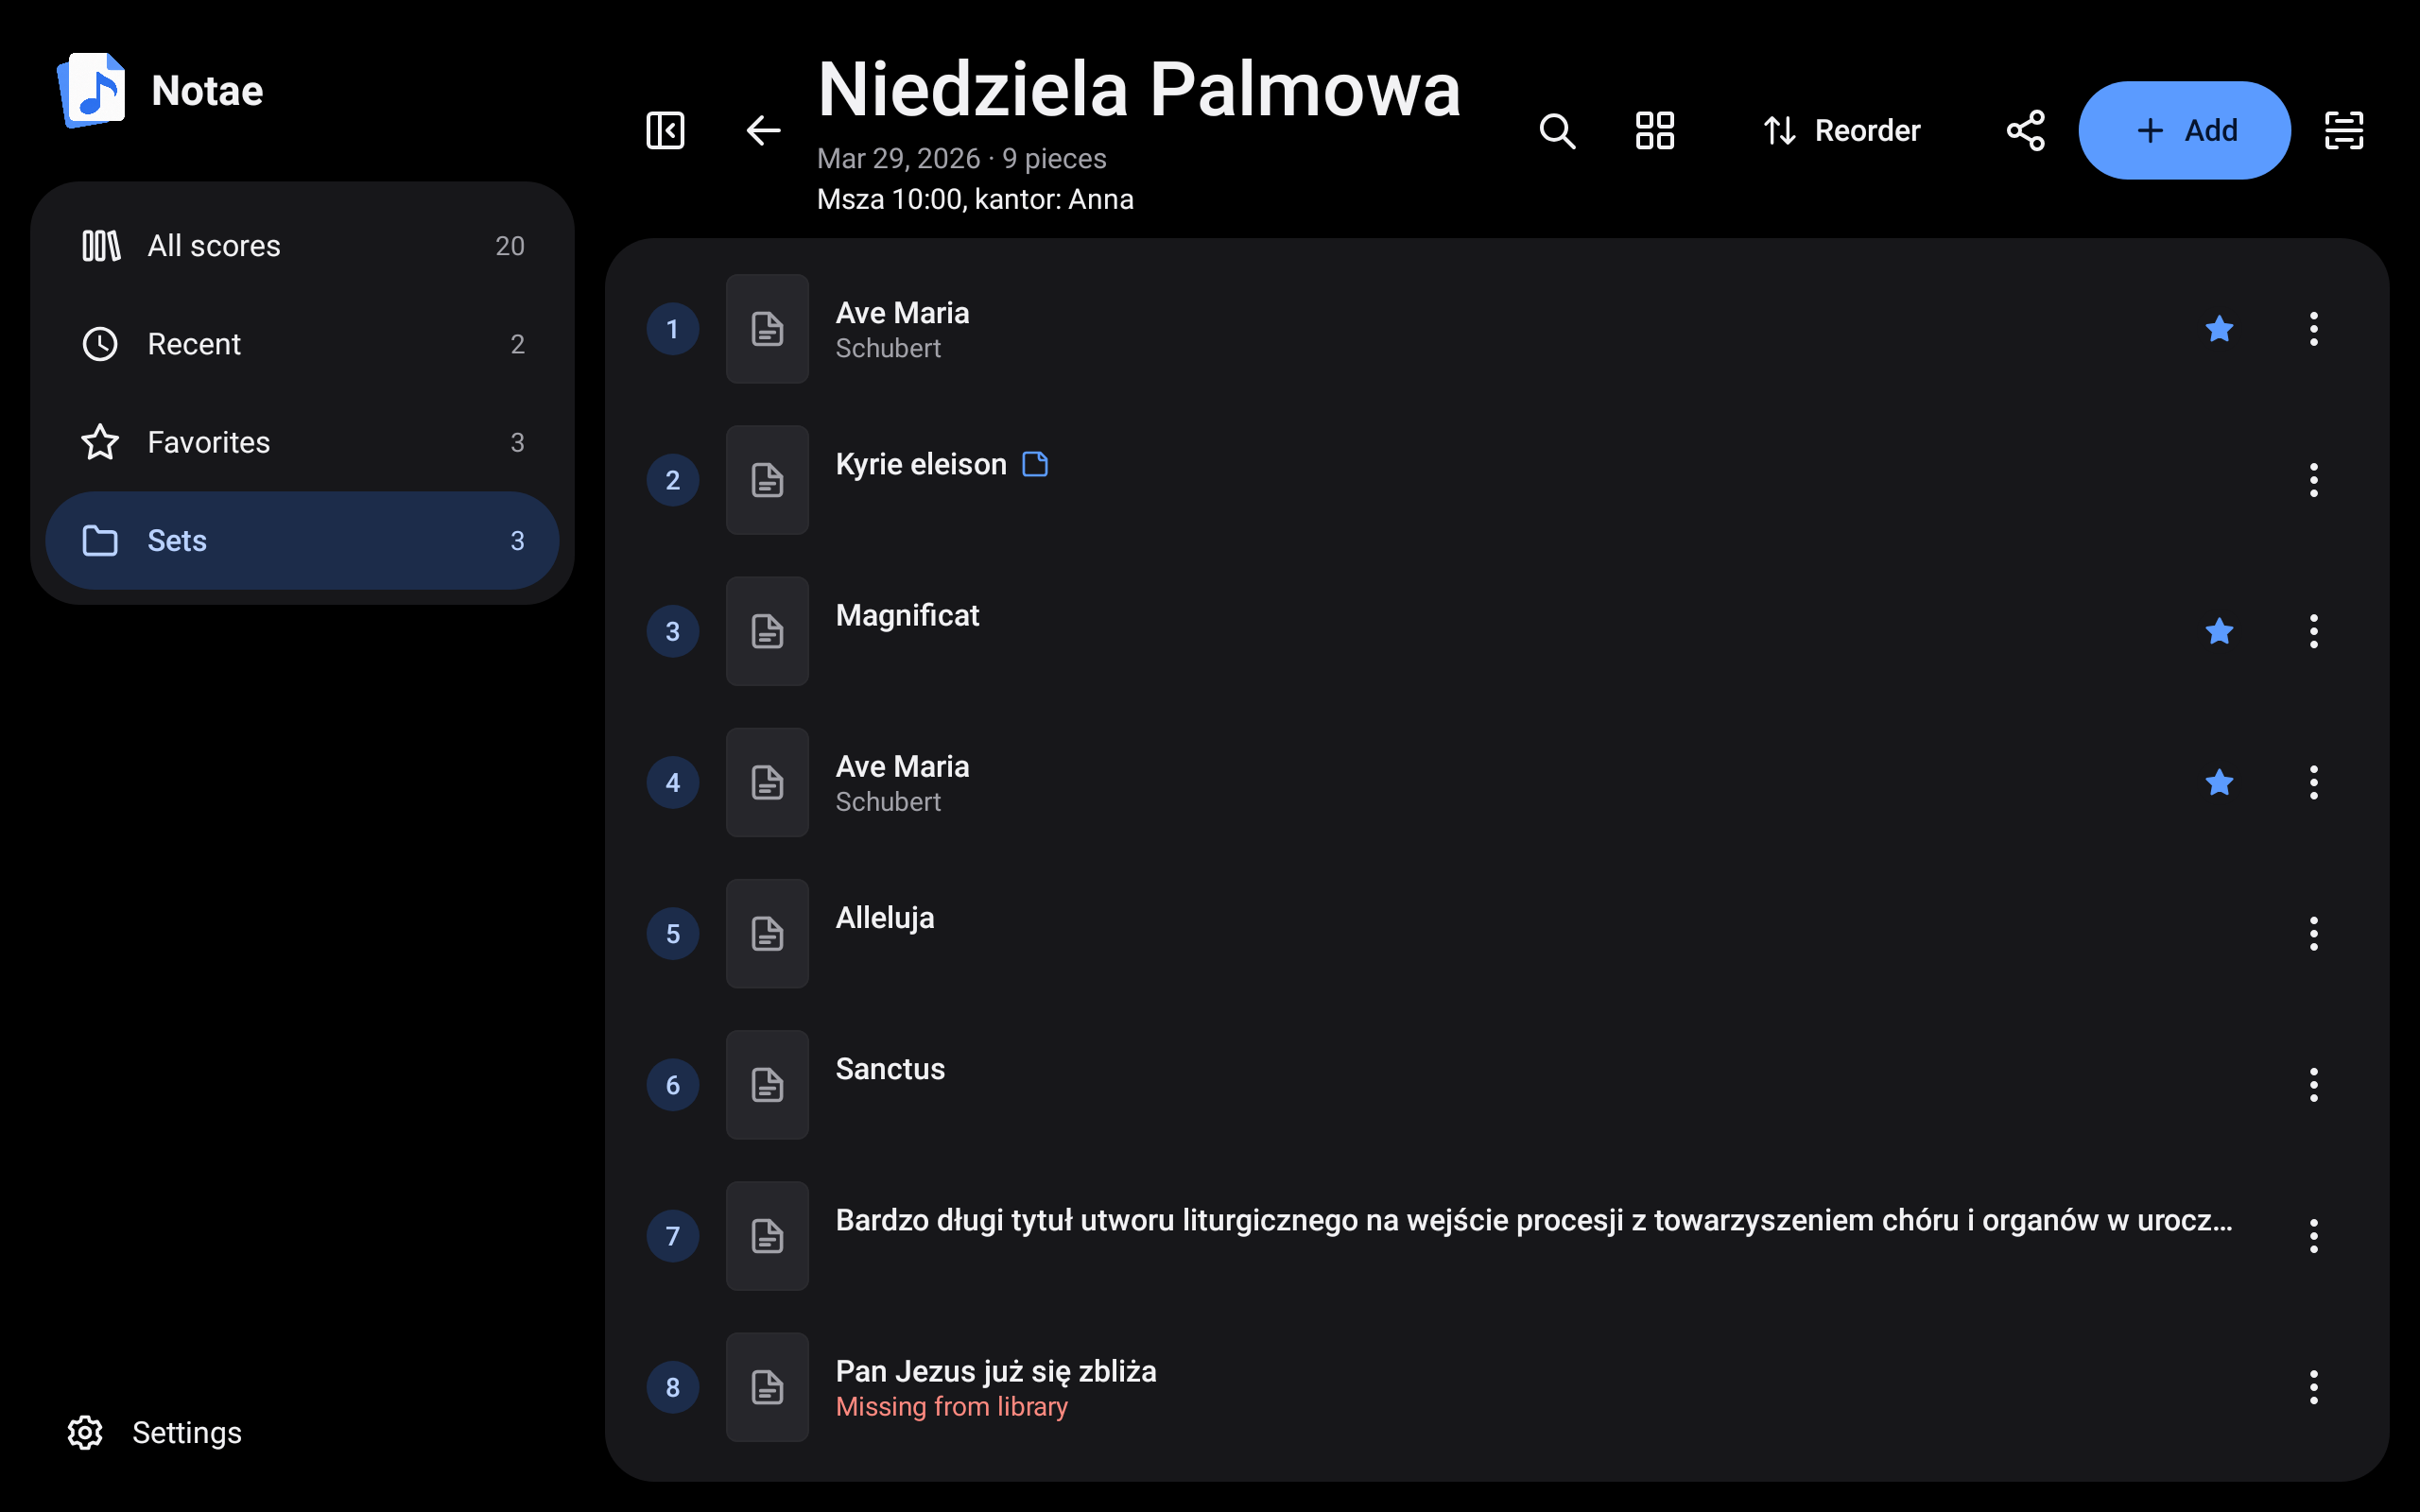 Notae
All scores 20
Recent 2
Favorites 3
Sets 3
Settings
Niedziela Palmowa
Mar 29, 2026 · 9 pieces
Msza 10:00, kantor: Anna
Reorder
Add
1 Ave Maria
Schubert
2 Kyrie eleison
3 Magnificat
4 Ave Maria
Schubert
5 Alleluja
6 Sanctus
7 Bardzo długi tytuł utworu liturgicznego na wejście procesji z towarzyszeniem chóru i organów w urocz...
8 Pan Jezus już się zbliża
Missing from library